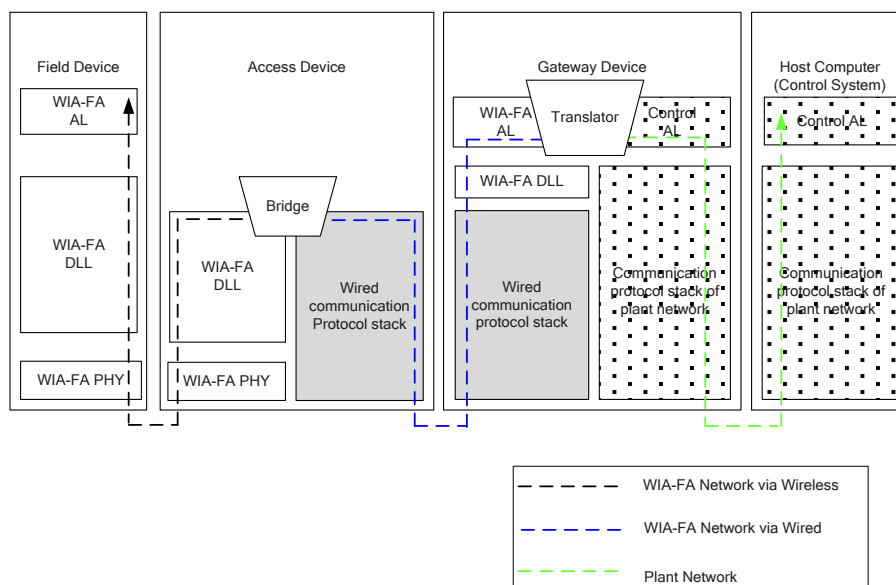 Field Device
Access Device
Gateway Device
Host Computer
(Control System)
WIA-FA
AL
WIA-FA
AL
Translator
Control
AL
Control AL
WIA-FA DLL
Bridge
WIA-FA
DLL
WIA-FA
DLL
Wired
communication
Protocol stack
Wired
communication
protocol stack
Communication
protocol stack of
plant network
Communication
protocol stack of
plant network
WIA-FA PHY
WIA-FA PHY
WIA-FA Network via Wireless
WIA-FA Network via Wired
Plant Network